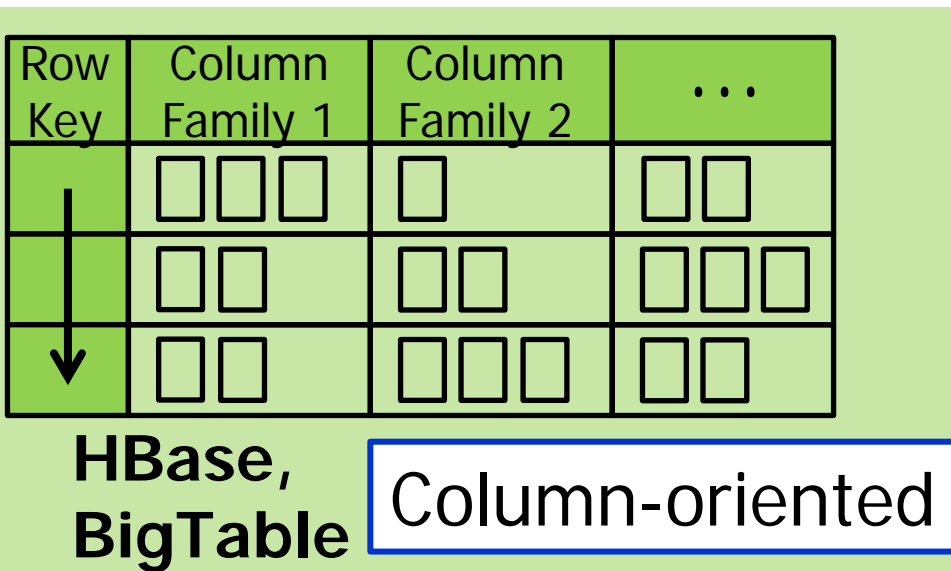 Row Key
Column Family 1
Column Family 2
...
HBase,
BigTable
Column-oriented